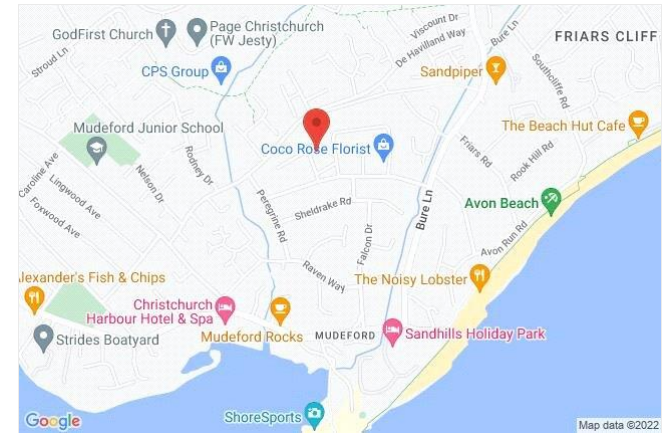 GodFirst Church
Page Christchurch
(FW Jesty)
Viscount Dr
De Havilland Way
Bure Ln
FRIARS CLIFF
Stroud Ln
CPS Group
Sandpiper
Southcliffe Rd
Mudeford Junior School
Coco Rose Florist
The Beach Hut Cafe
Friars Rd
Rook Hill Rd
Caroline Ave
Lingwood Ave
Foxwood Ave
Nelson Dr
Rodney Dr
Peregrine Rd
Sheldrake Rd
Falcon Dr
Bure Ln
Avon Beach
Avon Run Rd
Raven Way
The Noisy Lobster
Alexander's Fish & Chips
Christchurch
Harbour Hotel & Spa
Mudeford Rocks
MUDEFORD
Sandhills Holiday Park
Strides Boatyard
ShoreSports
Google
Map data ©2022